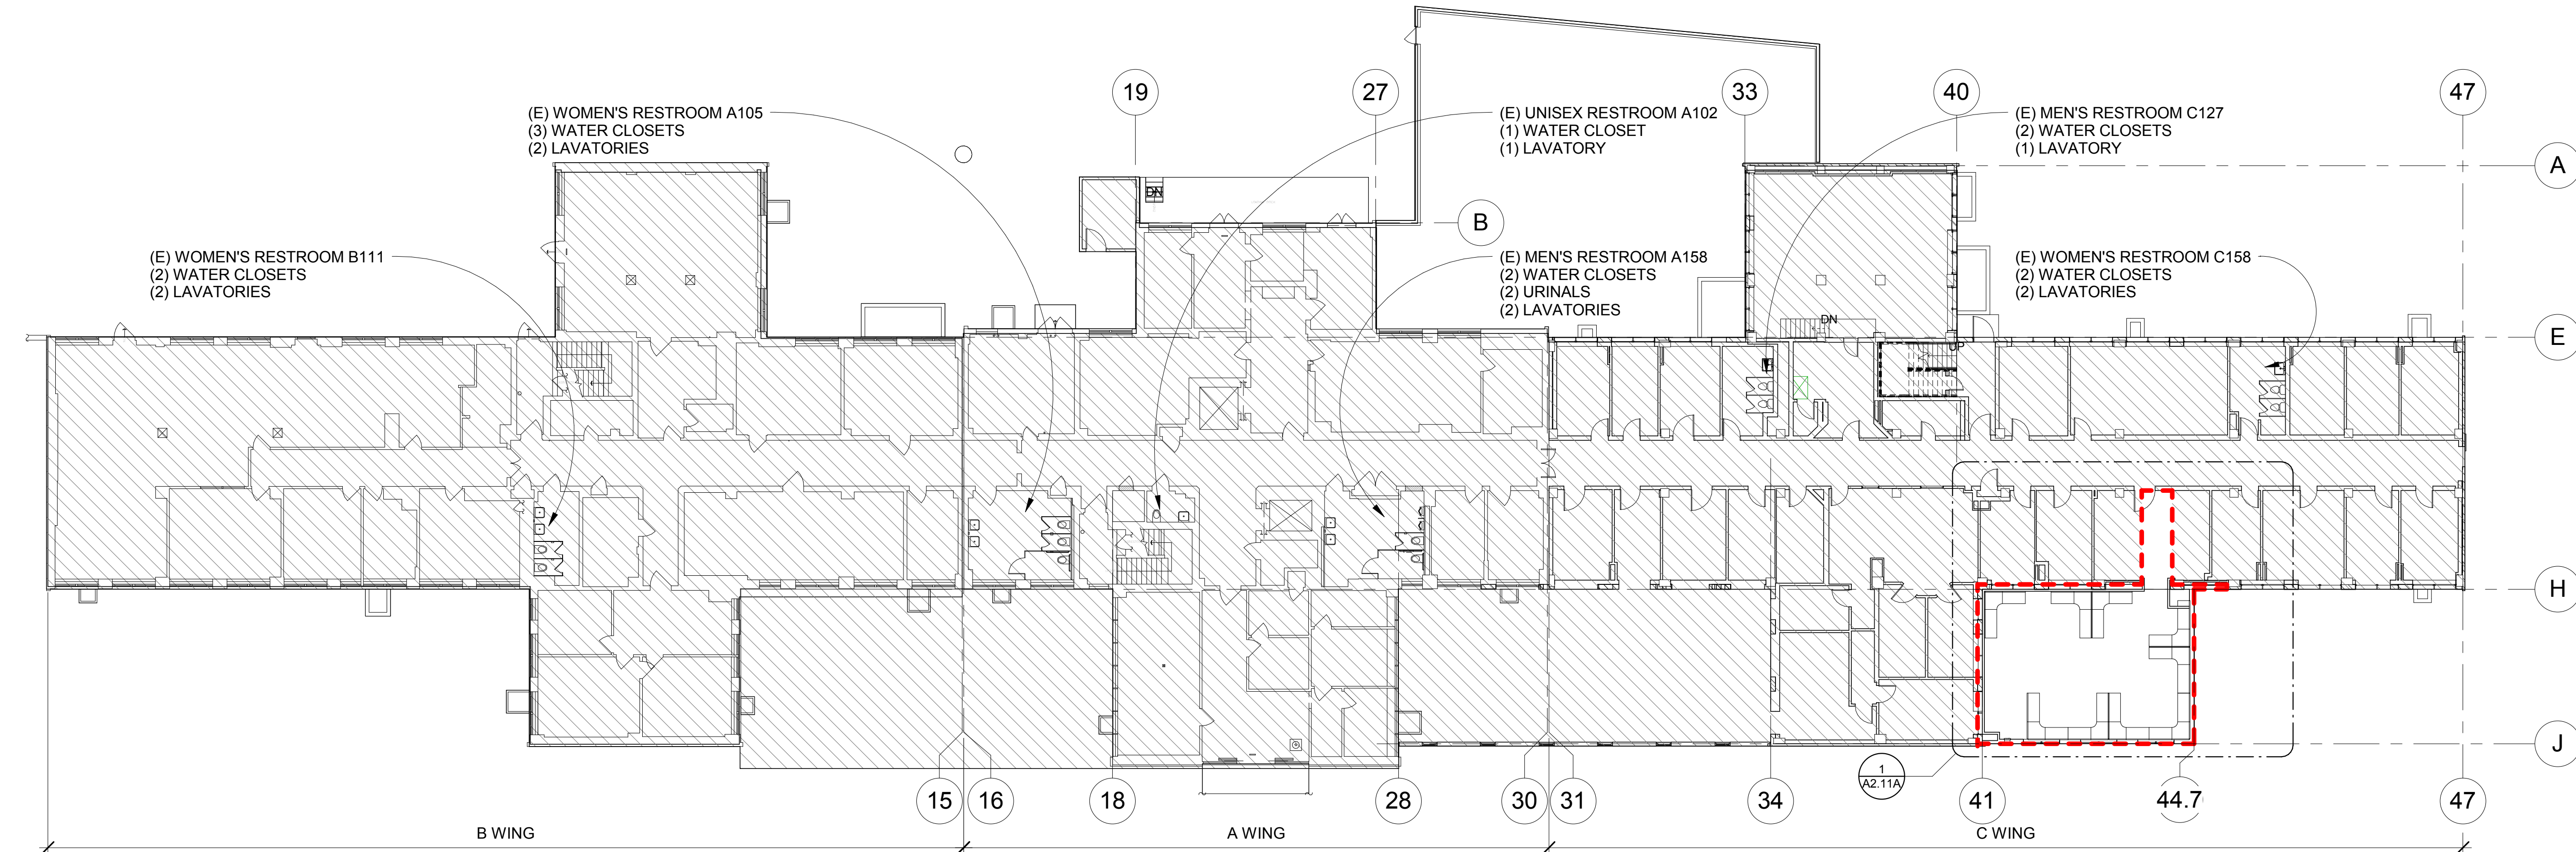 19
27
33
40
47
(E) WOMEN'S RESTROOM A105
(3) WATER CLOSETS
(2) LAVATORIES
(E) UNISEX RESTROOM A102
(1) WATER CLOSET
(1) LAVATORY
(E) MEN'S RESTROOM C127
(2) WATER CLOSETS
(1) LAVATORY
A
DN
B
(E) WOMEN'S RESTROOM B111
(2) WATER CLOSETS
(2) LAVATORIES
(E) MEN'S RESTROOM A158
(2) WATER CLOSETS
(2) URINALS
(2) LAVATORIES
(E) WOMEN'S RESTROOM C158
(2) WATER CLOSETS
(2) LAVATORIES
DN
E
H
J
1
A2.11A
15
16
18
28
30
31
34
41
44.7
47
B WING
A WING
C WING